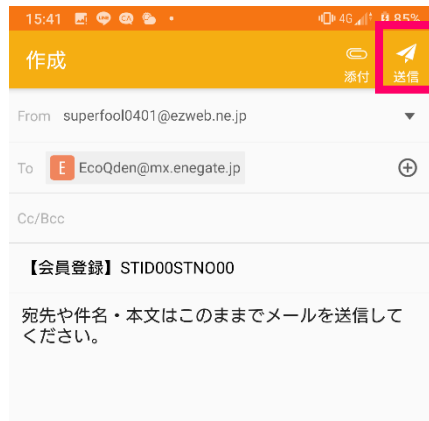 15:41 4G 85%
作成
添付 送信
From superfool0401@ezweb.ne.jp
To E EcoQden@mx.enegate.jp
Cc/Bcc
【会員登録】STID00STNO00
宛先や件名・本文はこのままでメールを送信して
ください。